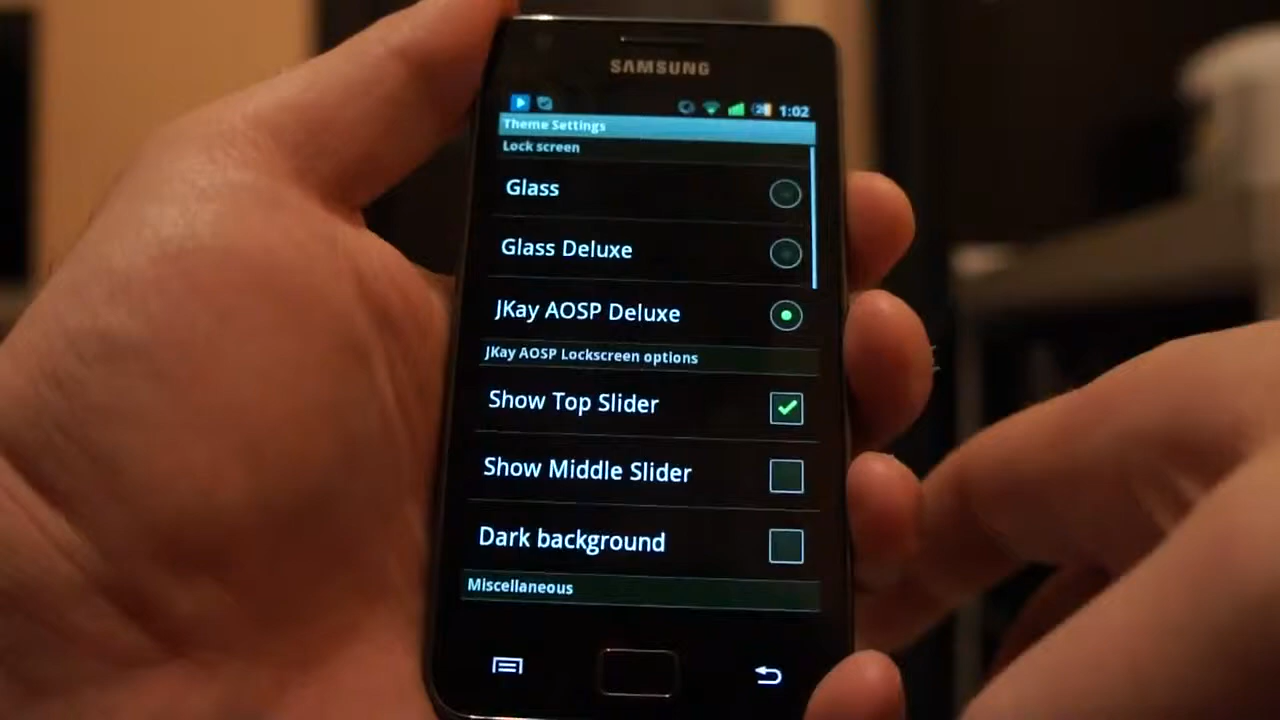 SAMSUNG
1:02
Theme Settings
Lock screen
Glass
Glass Deluxe
JKay AOSP Deluxe
JKay AOSP Lockscreen options
Show Top Slider
Show Middle Slider
Dark background
Miscellaneous